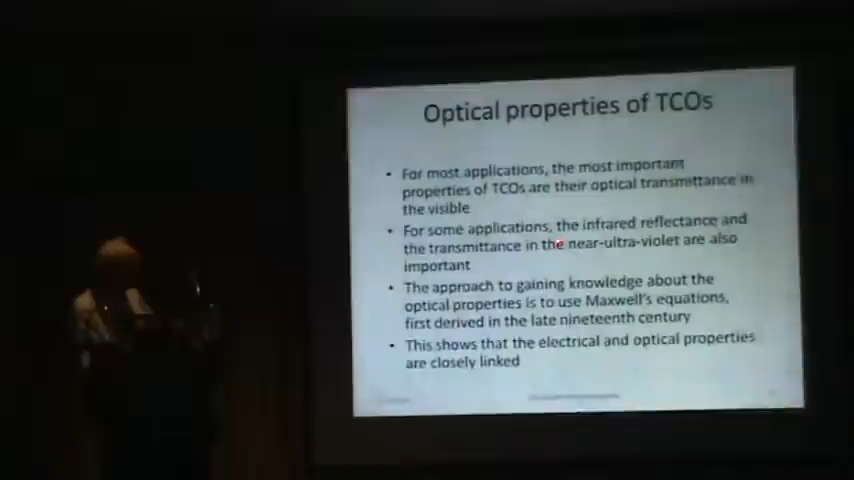 Optical properties of TCOs
• For most applications, the most important
properties of TCOs are their optical transmittance in
the visible
• For some applications, the infrared reflectance and
the transmittance in the near-ultra-violet are also
important
• The approach to gaining knowledge about the
optical properties is to use Maxwell's equations,
first derived in the late nineteenth century
• This shows that the electrical and optical properties
are closely linked